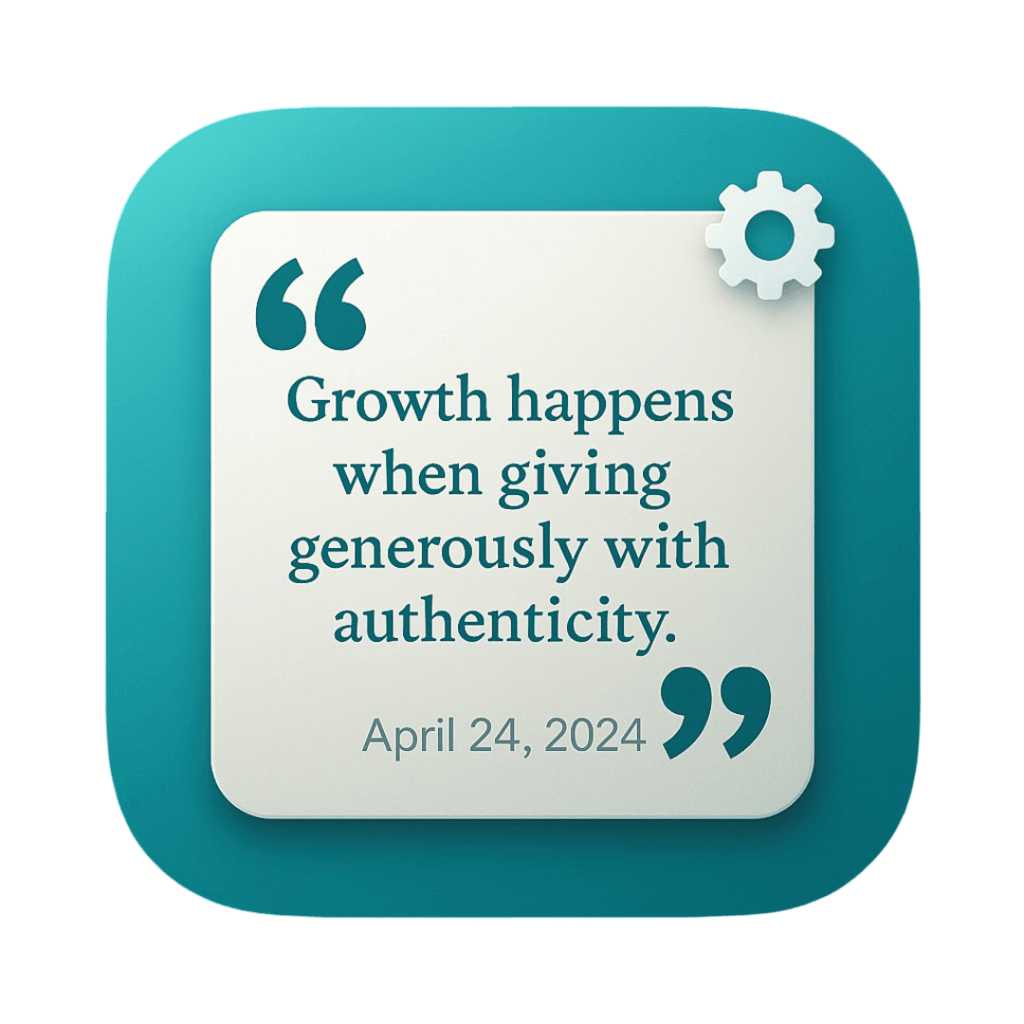 “
Growth happens
when giving
generously with
authenticity.
April 24, 2024 ”